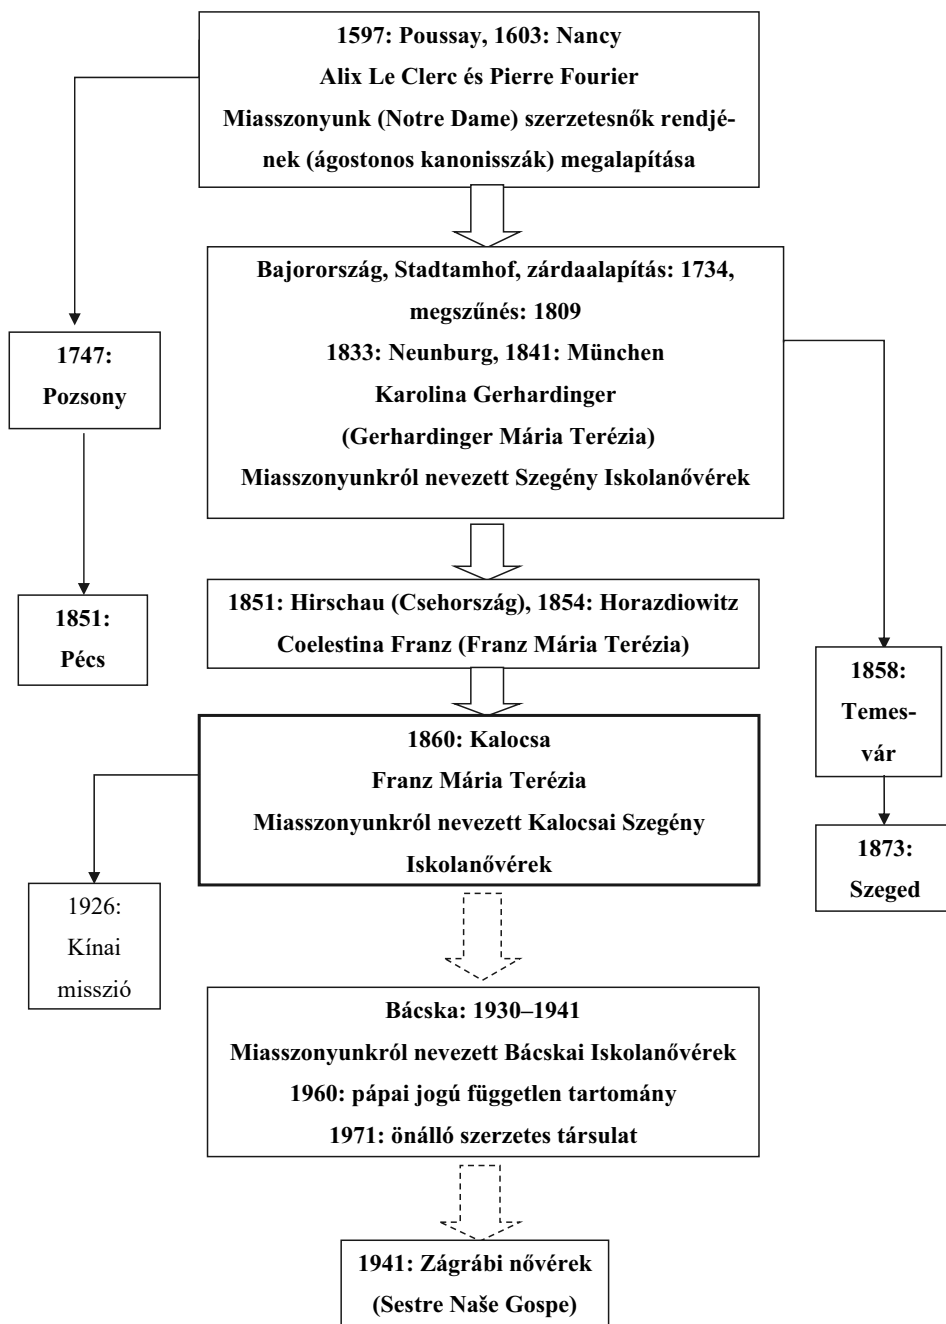 1597: Poussay, 1603: Nancy
Alix Le Clerc és Pierre Fourier
Miasszonyunk (Notre Dame) szerzetesnők rendjé-
nek (ágostonos kanonisszák) megalapítása
Bajorország, Stadtamhof, zárdaalapítás: 1734,
megszűnés: 1809
1833: Neunburg, 1841: München
Karolina Gerhardinger
(Gerhardinger Mária Terézia)
Miasszonyunkról nevezett Szegény Iskolanővérek
1747:
Pozsony
1851:
Pécs
1851: Hirschau (Csehország), 1854: Horazdiowitz
Coelestina Franz (Franz Mária Terézia)
1858:
Temes-
vár
1873:
Szeged
1860: Kalocsa
Franz Mária Terézia
Miasszonyunkról nevezett Kalocsai Szegény
Iskolanővérek
1926:
Kínai
misszió
Bácska: 1930–1941
Miasszonyunkról nevezett Bácskai Iskolanővérek
1960: pápai jogú független tartomány
1971: önálló szerzetes társulat
1941: Zágrábi nővérek
(Sestre Naše Gospe)